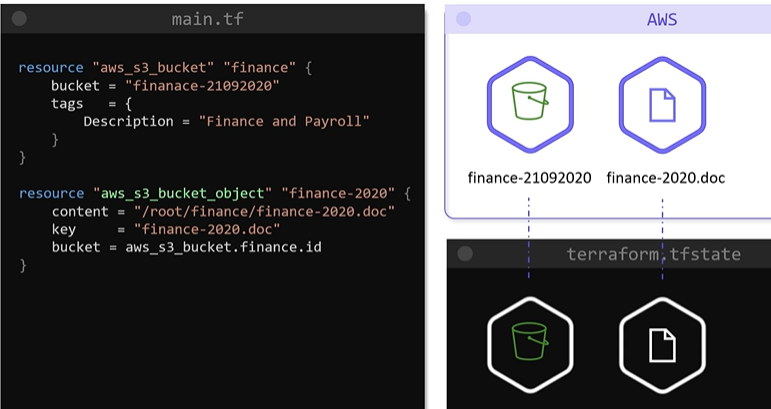 main.tf
resource "aws_s3_bucket" "finance" {
bucket = "finanace-21092020"
tags = {
Description = "Finance and Payroll"
}
}
resource "aws_s3_bucket_object" "finance-2020" {
content = "/root/finance/finance-2020.doc"
key = "finance-2020.doc"
bucket = aws_s3_bucket.finance.id
}
AWS
finance-21092020 finance-2020.doc
terraform.tfstate